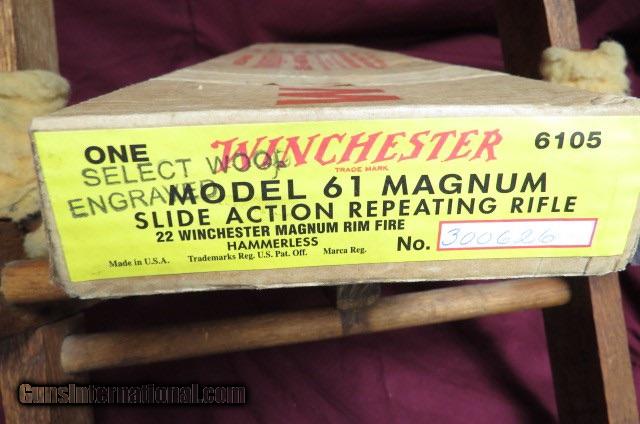 ONE WINCHESTER 6105
TRADE MARK
SELECT WOOD
ENGRAVED
MODEL 61 MAGNUM
SLIDE ACTION REPEATING RIFLE
22 WINCHESTER MAGNUM RIM FIRE
HAMMERLESS
No. 300626
Made in U.S.A. Trademarks Reg. U.S. Pat. Off. Marca Reg.
GunsInternational.com